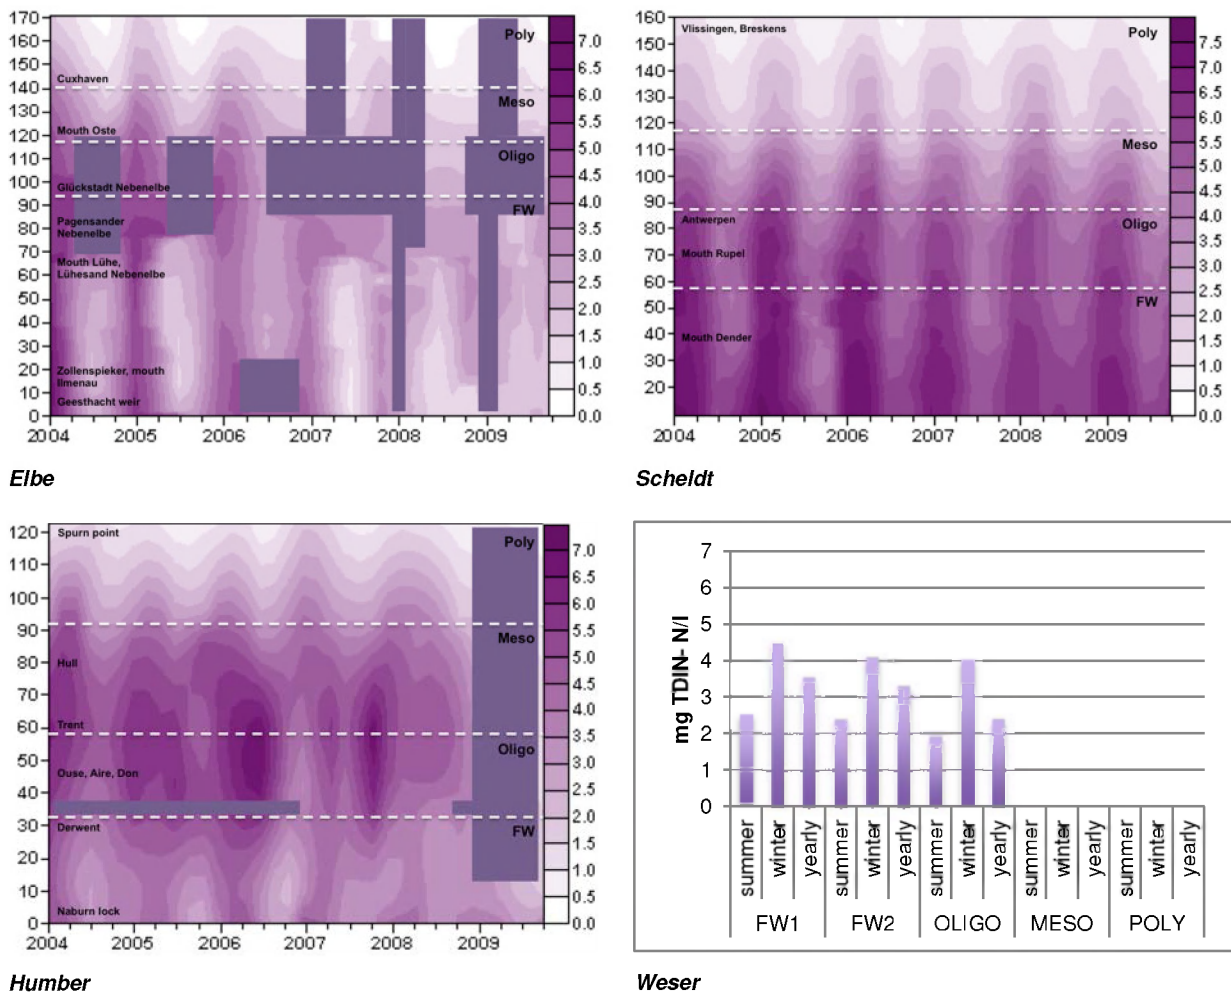 170
160
150
140
130
120
110
100
90
80
70
60
50
40
30
20
10
0
Poly
Cuxhaven
Meso
Mouth Oste
Oligo
Glückstadt Nebenelbe
FW
Pagensander
Nebenelbe
Mouth Lühe,
Lühesand Nebenelbe
Zollenspieker, mouth
Ilmenau
Geesthacht weir
2004 2005 2006 2007 2008 2009
7.0
6.5
6.0
5.5
5.0
4.5
4.0
3.5
3.0
2.5
2.0
1.5
1.0
0.5
0.0
Elbe
160
150
140
130
120
110
100
90
80
70
60
50
40
30
20
Vlissingen, Breskens
Poly
Meso
Antwerpen
Oligo
Mouth Rupel
FW
Mouth Dender
2004 2005 2006 2007 2008 2009
7.5
7.0
6.5
6.0
5.5
5.0
4.5
4.0
3.5
3.0
2.5
2.0
1.5
1.0
0.5
0.0
Scheldt
120
110
100
90
80
70
60
50
40
30
20
10
0
Spurn point
Poly
Meso
Hull
Trent
Oligo
Ouse, Aire, Don
FW
Derwent
Naburn lock
2004 2005 2006 2007 2008 2009
7.0
6.5
6.0
5.5
5.0
4.5
4.0
3.5
3.0
2.5
2.0
1.5
1.0
0.5
0.0
Humber
mg TDIN- N/l
7
6
5
4
3
2
1
0
summer winter yearly summer winter yearly summer winter yearly summer winter yearly summer winter yearly
FW1 FW2 OLIGO MESO POLY
Weser